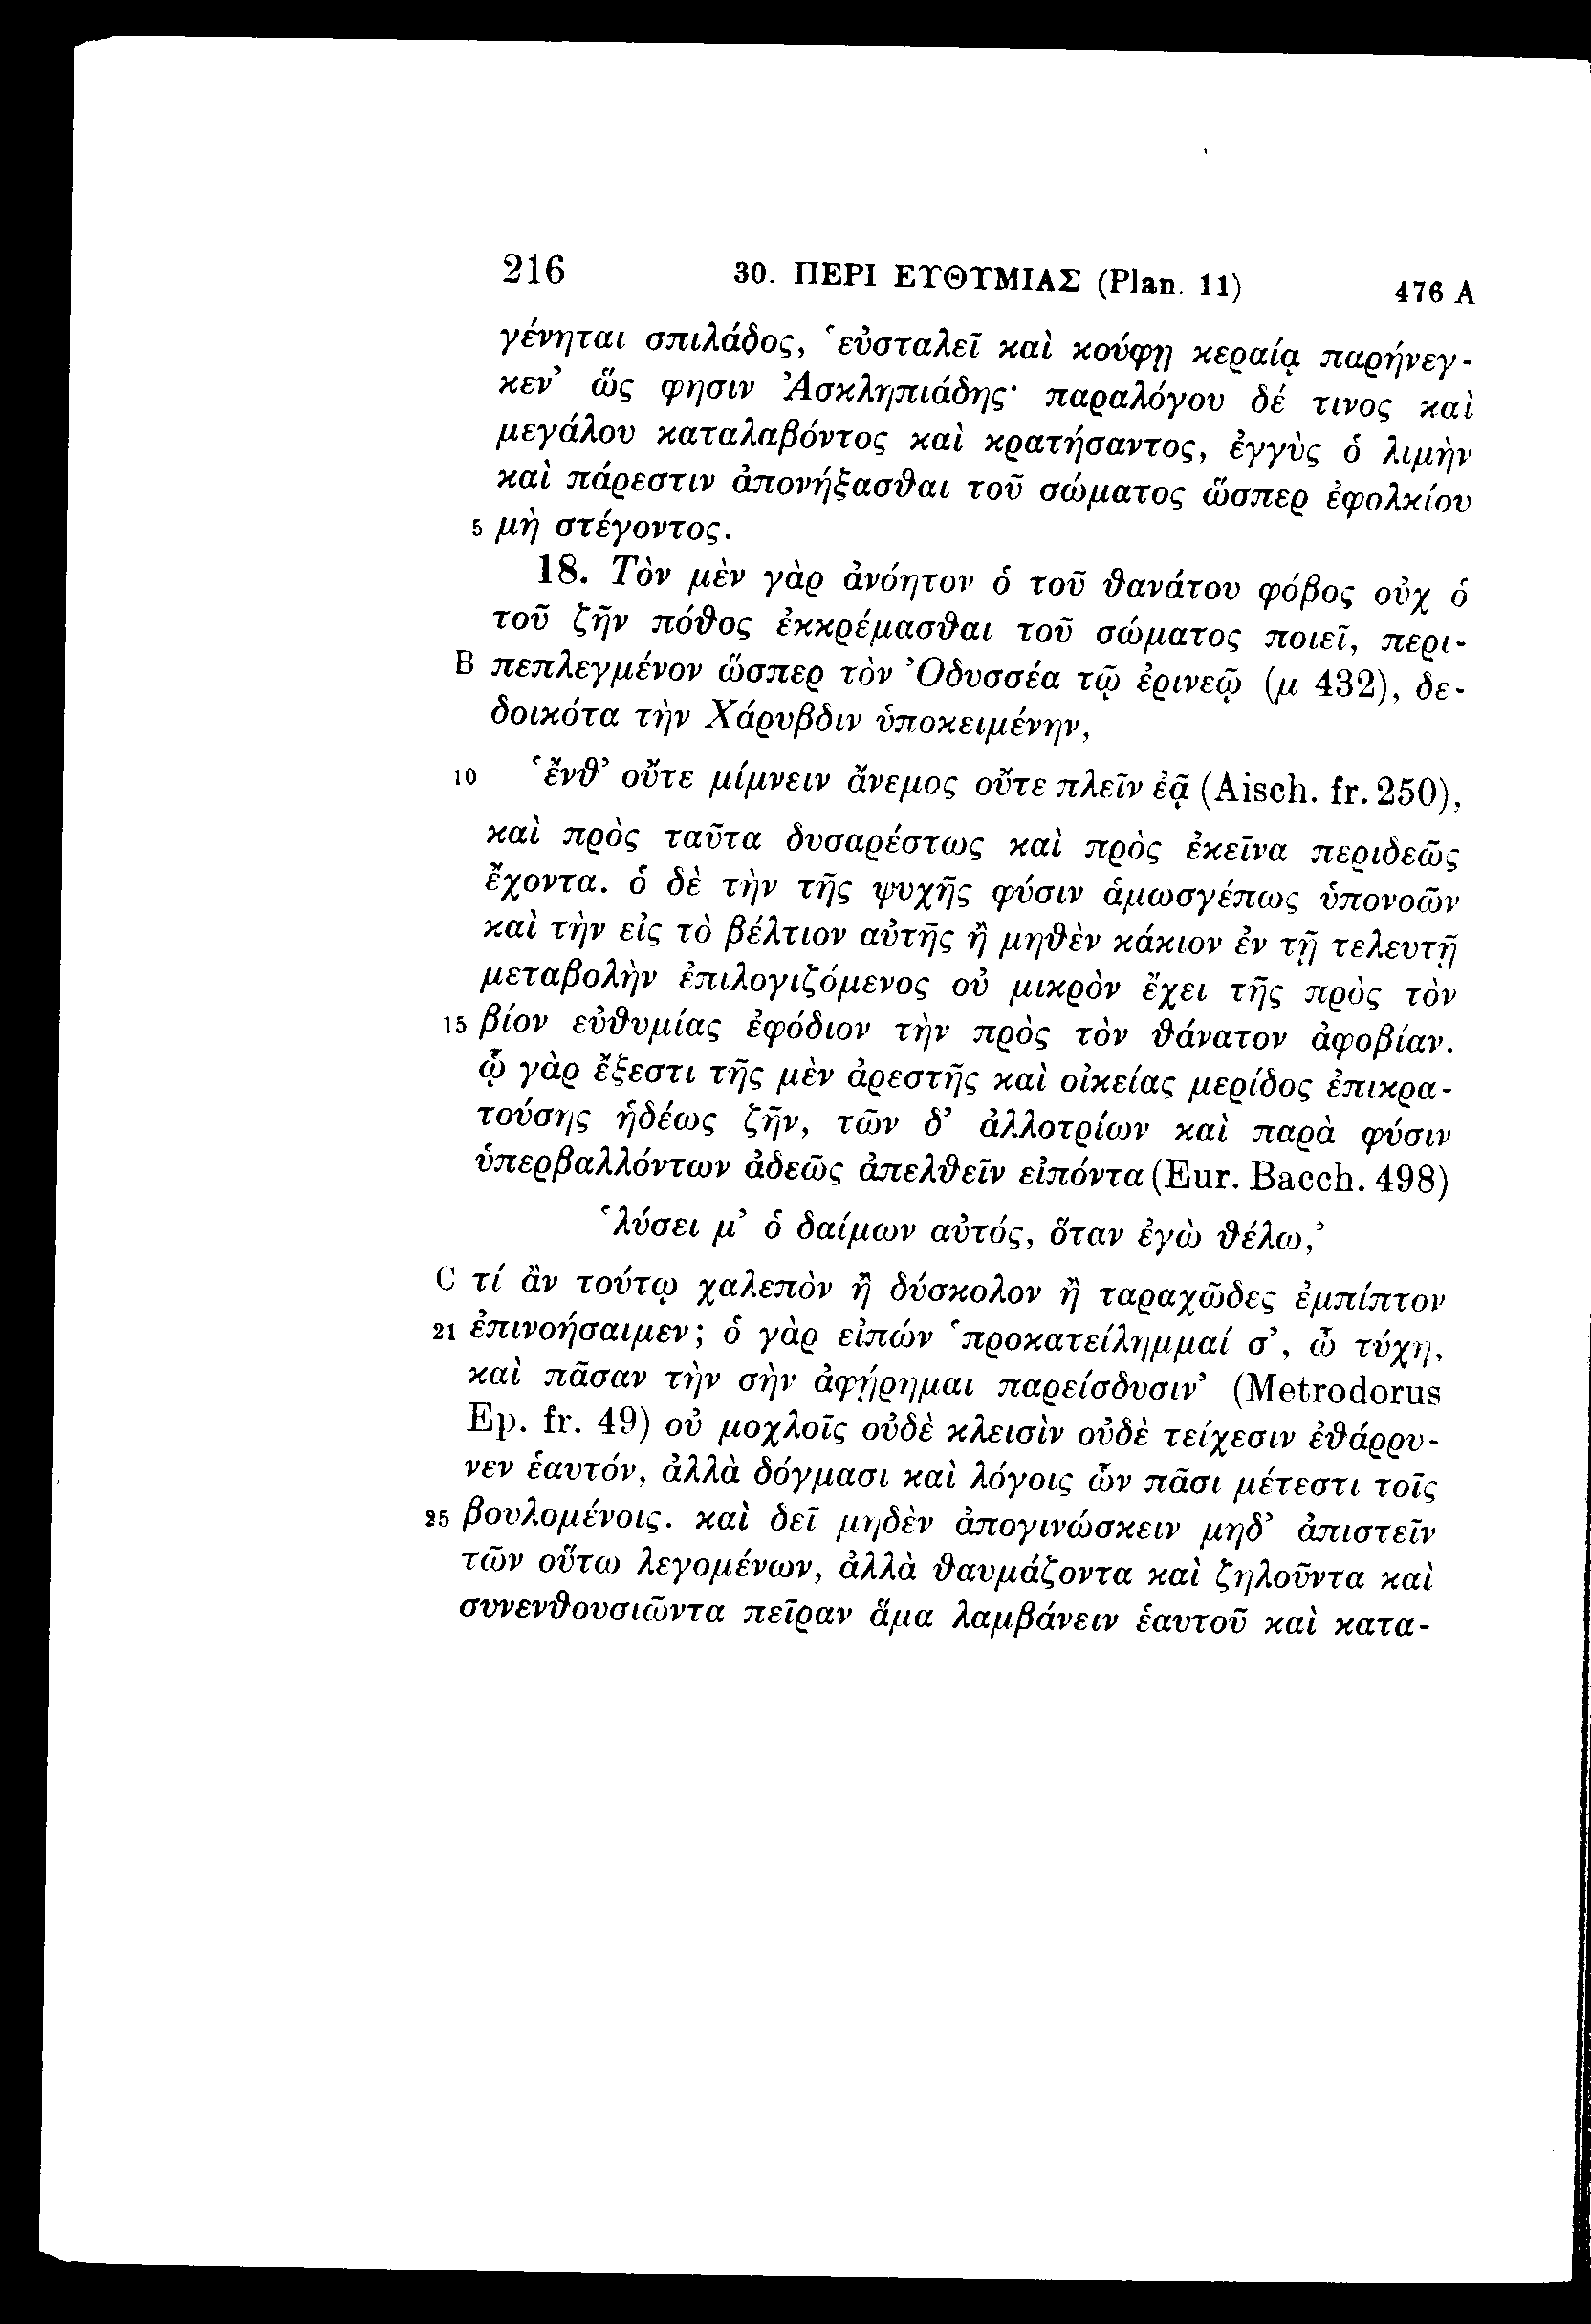 216 30. ΠΕΡΙ ΕΥΘΥΜΙΑΣ (Plan. 11) 476 A
γένηται σπιλάδος, ‘εὐσταλεῖ καὶ κούφῃ κεραίᾳ παρήνεγ-
κεν’ ὥς φησιν Ἀσκληπιάδης· παραλόγου δέ τινος καὶ
μεγάλου καταλαβόντος καὶ κρατήσαντος, ἐγγὺς ὁ λιμὴν
καὶ πάρεστιν ἀπονήξασθαι τοῦ σώματος ὥσπερ ἐφολκίου
5 μὴ στέγοντος.
18. Τὸν μὲν γὰρ ἀνόητον ὁ τοῦ θανάτου φόβος οὐχ ὁ
τοῦ ζῆν πόθος ἐκκρέμασθαι τοῦ σώματος ποιεῖ, περι-
B πεπλεγμένον ὥσπερ τὸν Ὀδυσσέα τῷ ἐρινεῷ (μ 432), δε-
δοικότα τὴν Χάρυβδιν ὑποκειμένην,
10 ‘ἔνθ’ οὔτε μίμνειν ἄνεμος οὔτε πλεῖν ἐᾷ (Aisch. fr. 250),
καὶ πρὸς ταῦτα δυσαρέστως καὶ πρὸς ἐκεῖνα περιδεῶς
ἔχοντα. ὁ δὲ τὴν τῆς ψυχῆς φύσιν ἁμωσγέπως ὑπονοῶν
καὶ τὴν εἰς τὸ βέλτιον αὐτῆς ἢ μηθὲν κάκιον ἐν τῇ τελευτῇ
μεταβολὴν ἐπιλογιζόμενος οὐ μικρὸν ἔχει τῆς πρὸς τὸν
15 βίον εὐθυμίας ἐφόδιον τὴν πρὸς τὸν θάνατον ἀφοβίαν.
ᾧ γὰρ ἔξεστι τῆς μὲν ἀρεστῆς καὶ οἰκείας μερίδος ἐπικρα-
τούσης ἡδέως ζῆν, τῶν δ’ ἀλλοτρίων καὶ παρὰ φύσιν
ὑπερβαλλόντων ἀδεῶς ἀπελθεῖν εἰπόντα (Eur. Bacch. 498)
‘λύσει μ’ ὁ δαίμων αὐτός, ὅταν ἐγὼ θέλω,’
C τί ἂν τούτῳ χαλεπὸν ἢ δύσκολον ἢ ταραχῶδες ἐμπίπτον
21 ἐπινοήσαιμεν; ὁ γὰρ εἰπών ‘προκατείλημμαί σ’, ὦ τύχη,
καὶ πᾶσαν τὴν σὴν ἀφῄρημαι παρείσδυσιν’ (Metrodorus
Ep. fr. 49) οὐ μοχλοῖς οὐδὲ κλεισὶν οὐδὲ τείχεσιν ἐθάρρυ-
νεν ἑαυτόν, ἀλλὰ δόγμασι καὶ λόγοις ὧν πᾶσι μέτεστι τοῖς
25 βουλομένοις. καὶ δεῖ μηδὲν ἀπογινώσκειν μηδ’ ἀπιστεῖν
τῶν οὕτω λεγομένων, ἀλλὰ θαυμάζοντα καὶ ζηλοῦντα καὶ
συνενθουσιῶντα πεῖραν ἅμα λαμβάνειν ἑαυτοῦ καὶ κατα-